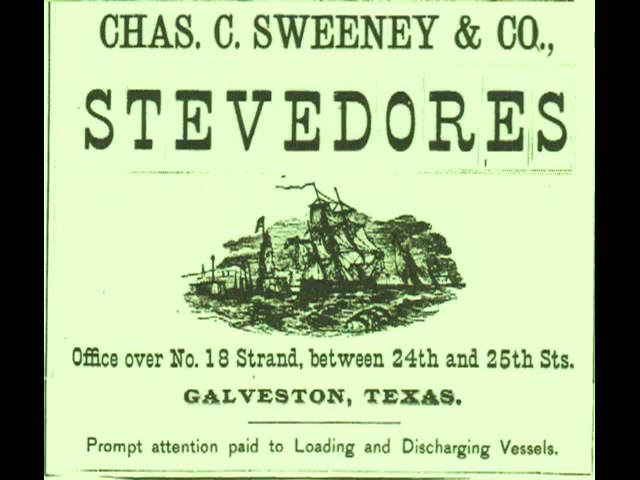 CHAS. C. SWEENEY & CO.,
STEVEDORES
Office over No. 18 Strand, between 24th and 25th Sts.
GALVESTON, TEXAS.
Prompt attention paid to Loading and Discharging Vessels.